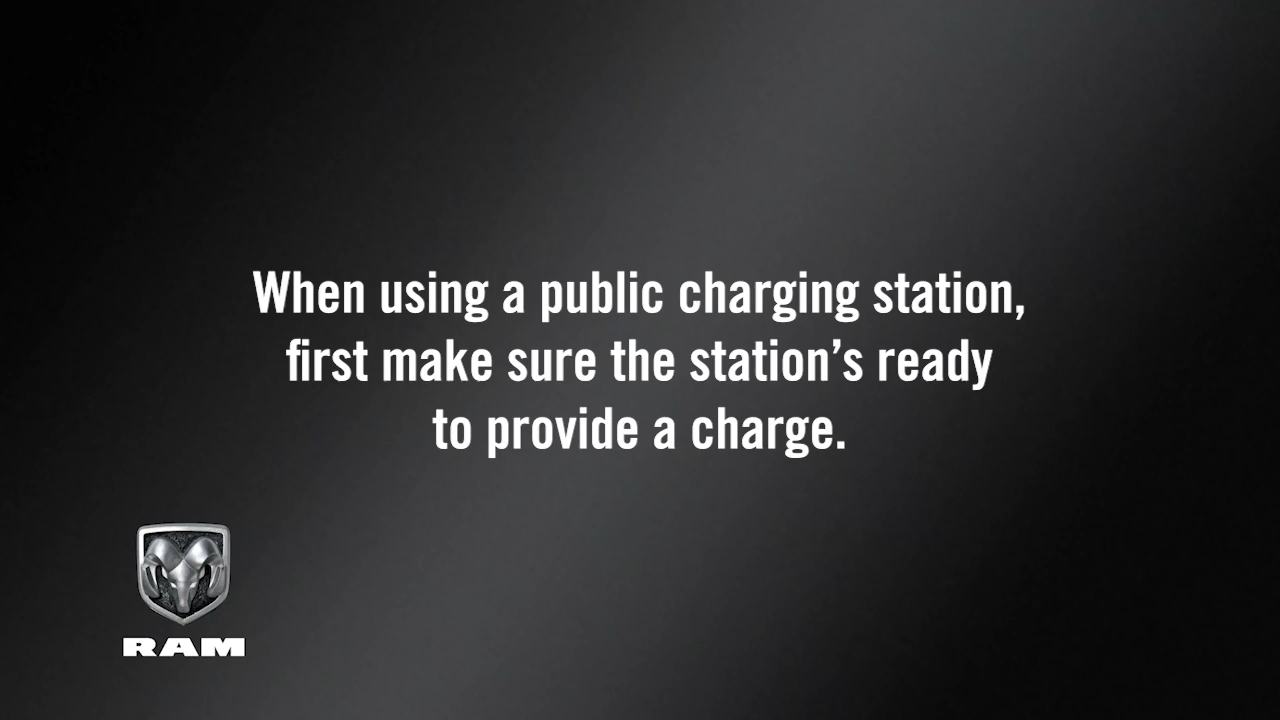 When using a public charging station,
first make sure the station’s ready
to provide a charge.
RAM